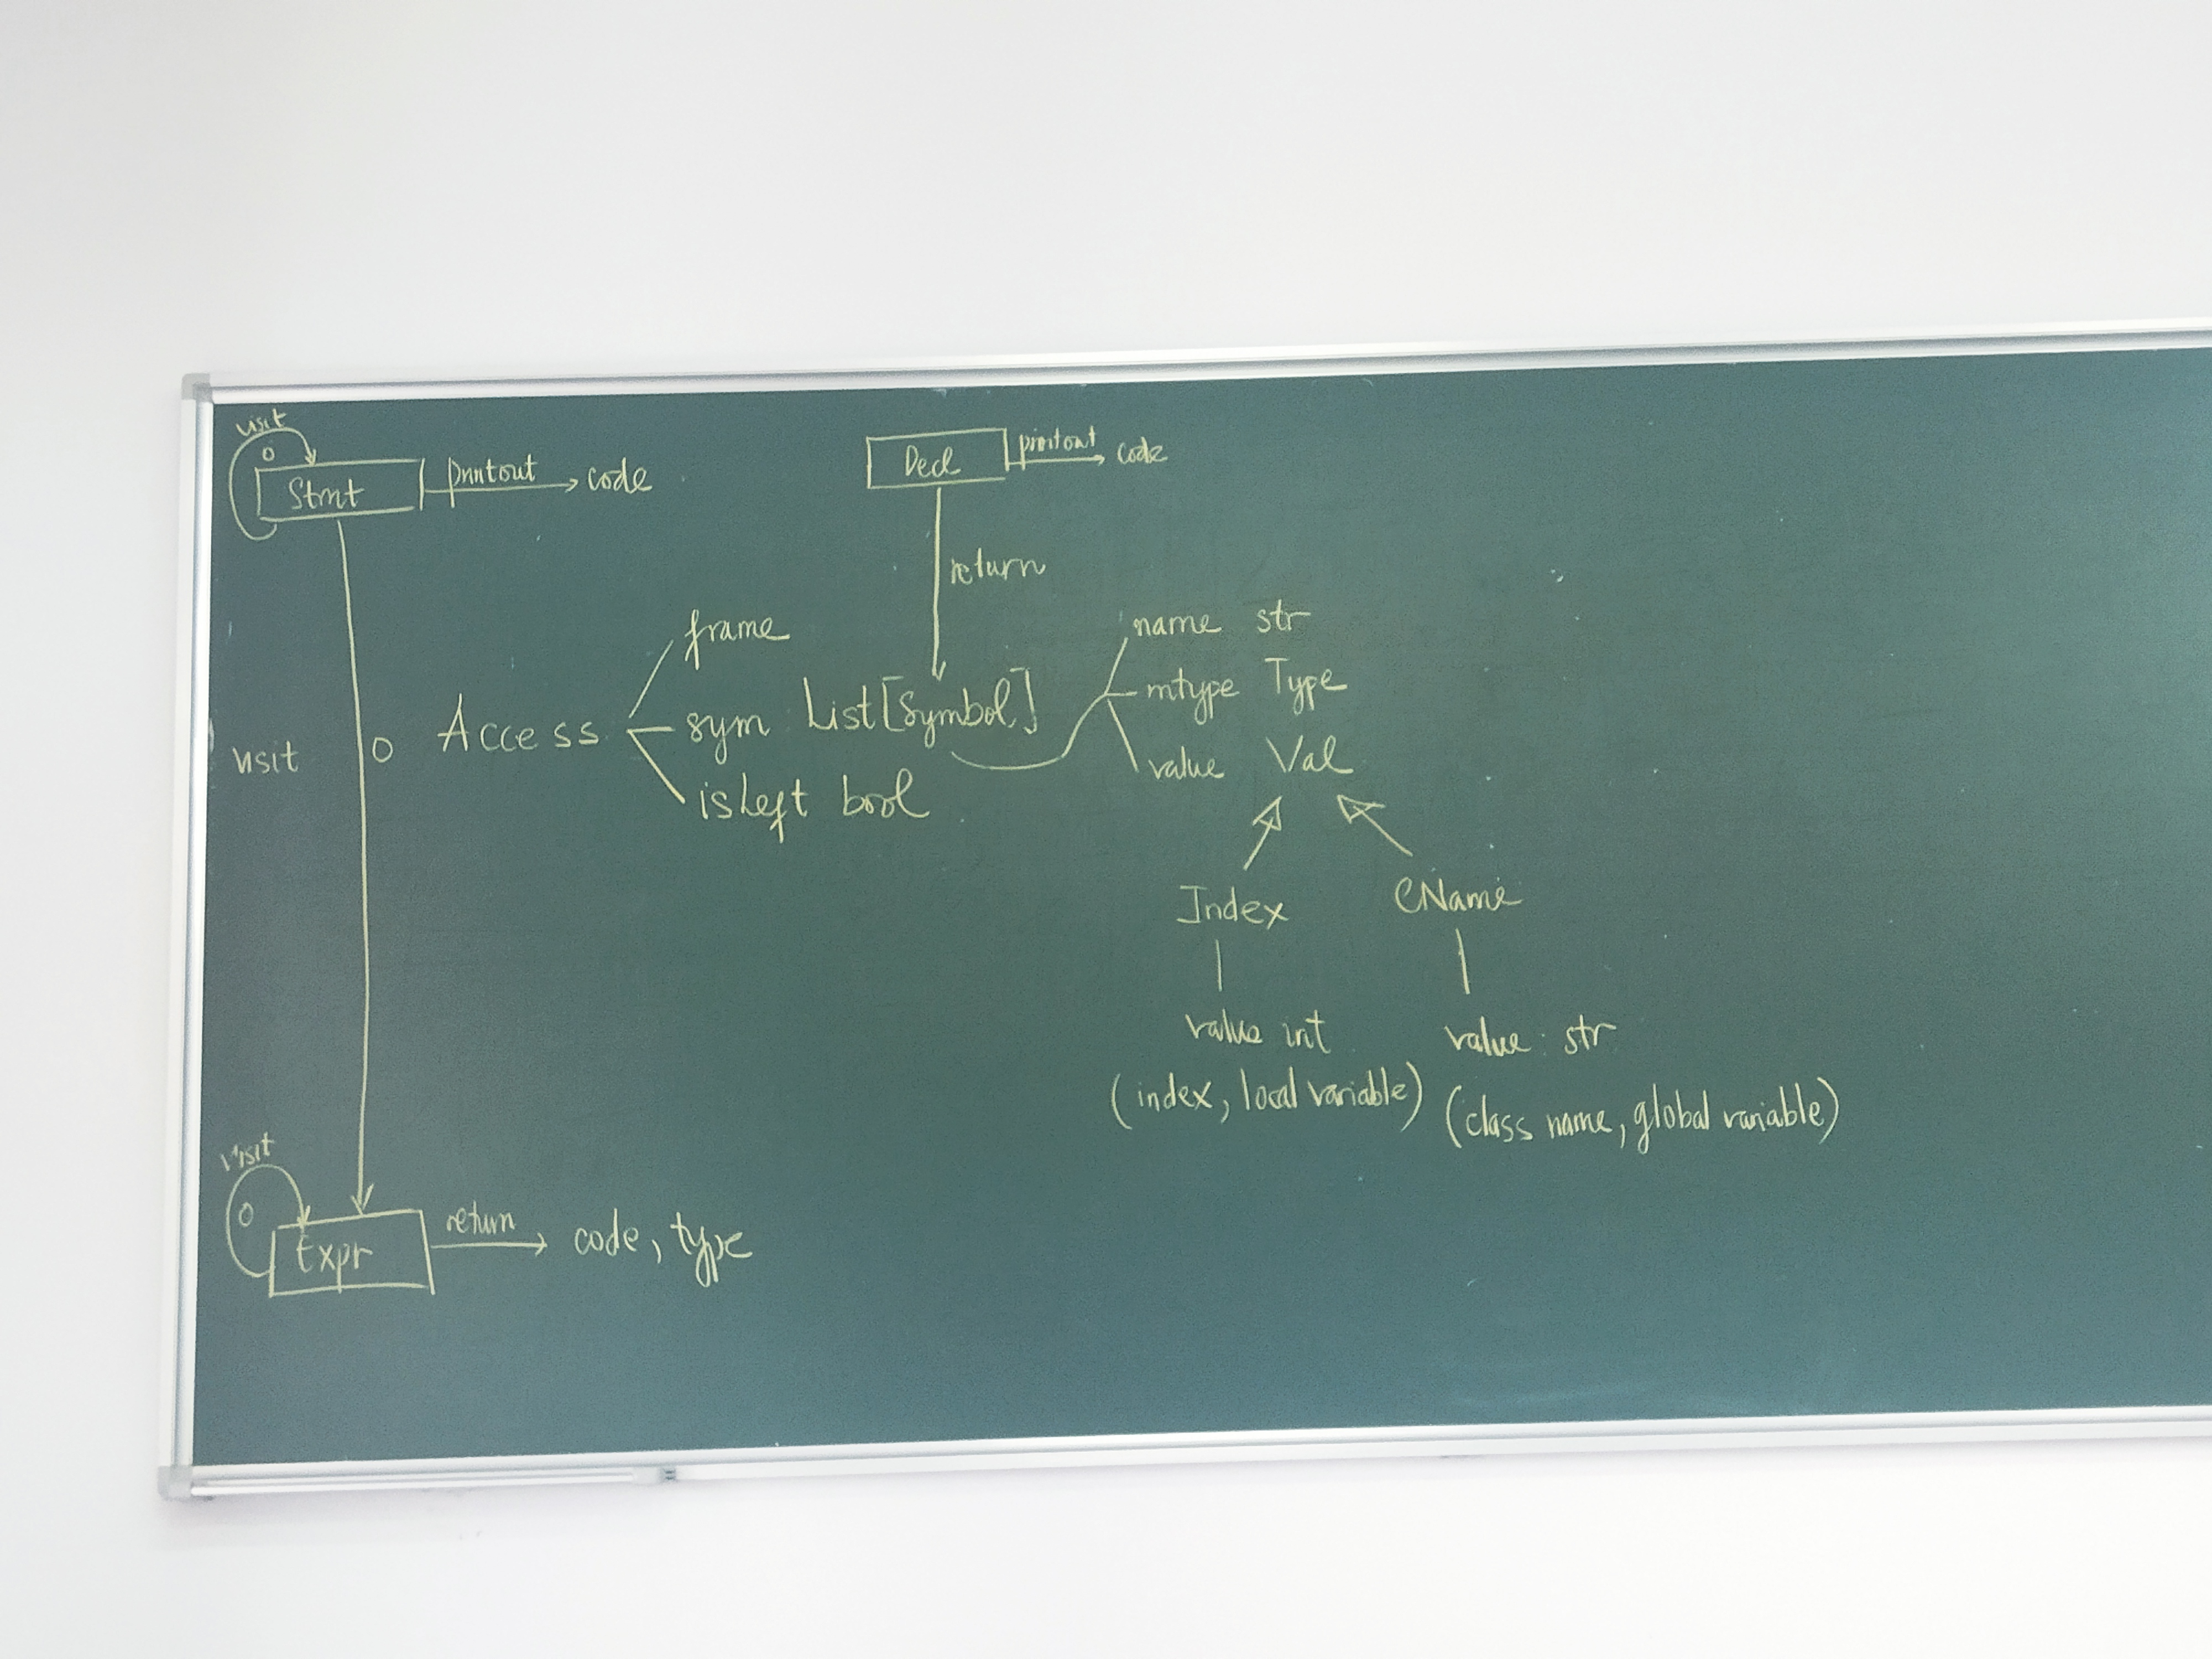 visit
o
Stmt printout code
Decl printout code
return
frame
name str
mtype Type
Access sym List[Symbol]
visit o
value Val
isLeft bool
Index CName
value int value: str
(index, local variable) (class name, global variable)
visit
o
Expr return code, type